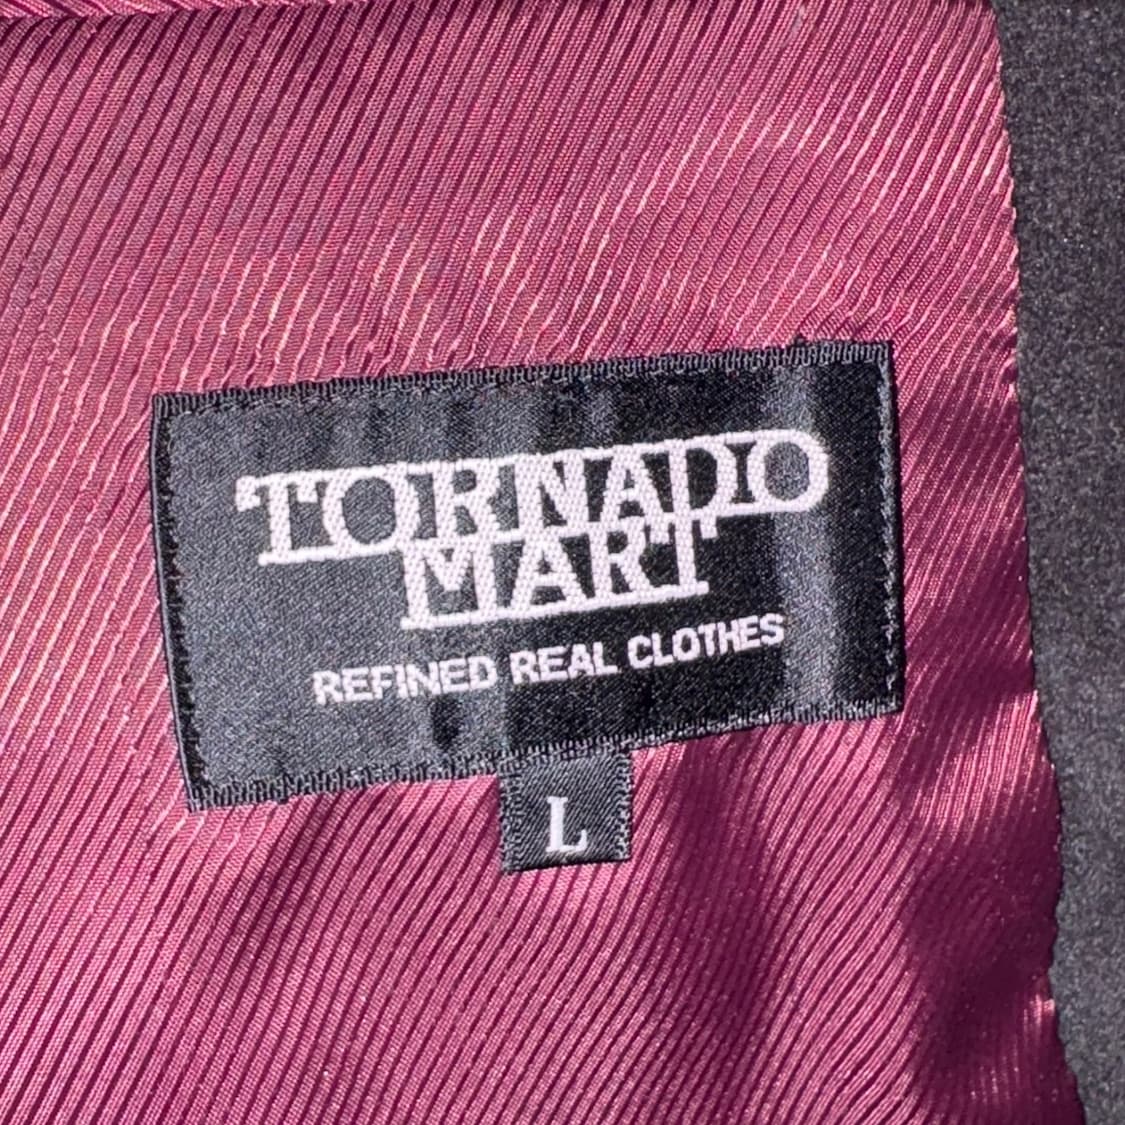 TORNADO
MART
REFINED REAL CLOTHES
L